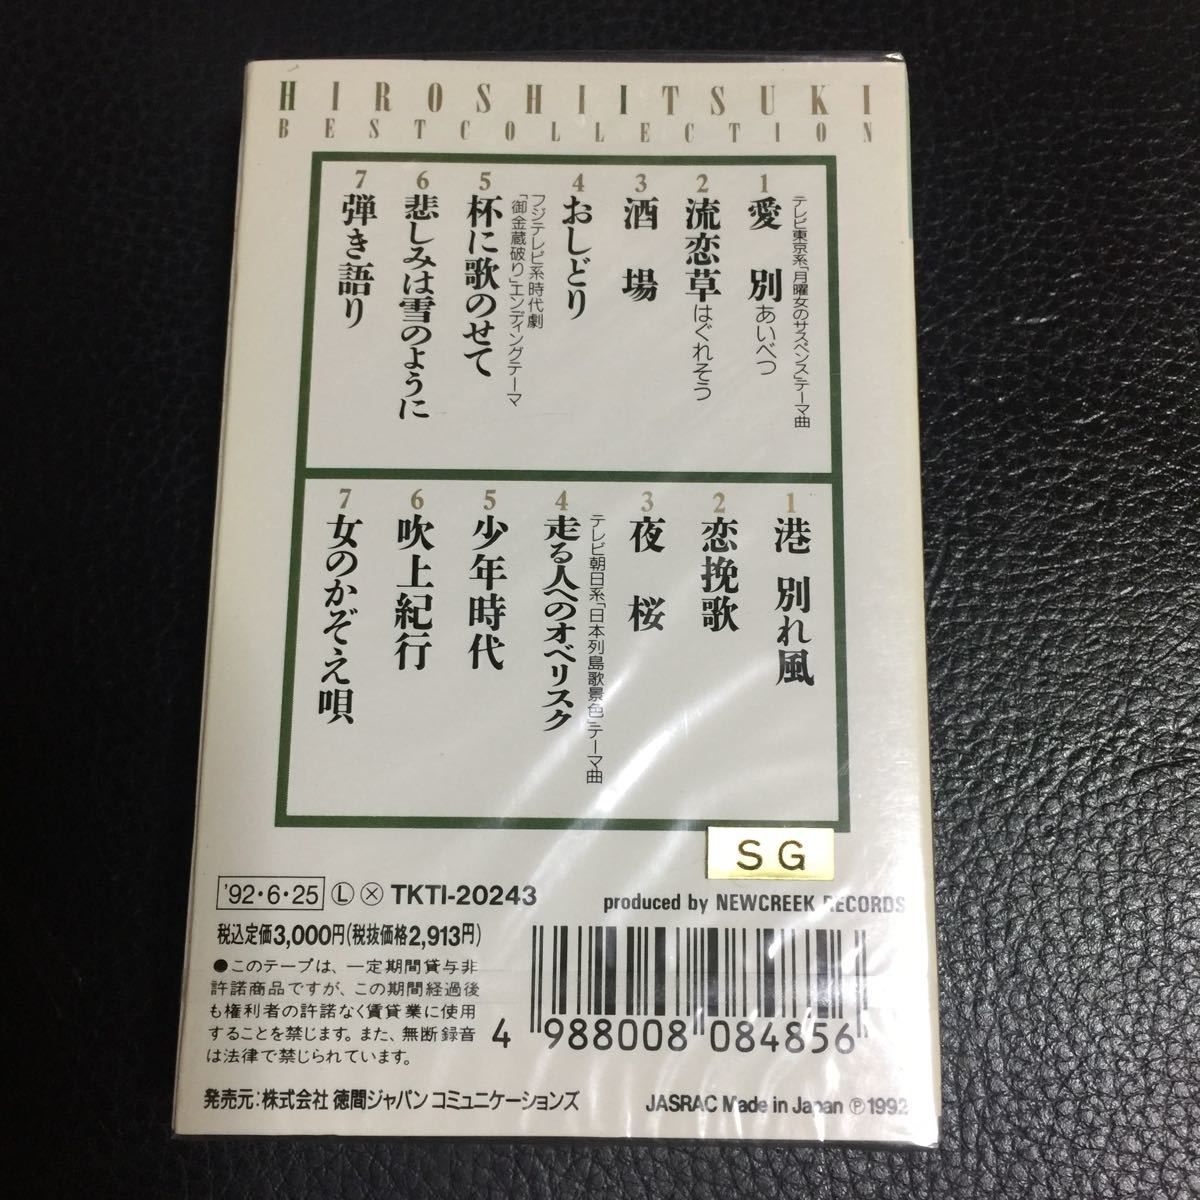 HIROSHI ITSUKI
BEST COLLECTION
テレビ東京系「月曜女のサスペンス」テーマ曲
1 愛 別 あいべつ
2 流恋草 はぐれそう
3 酒 場
4 おしどり
フジテレビ系時代劇
「御金蔵破り」エンディングテーマ
5 杯に歌のせて
6 悲しみは雪のように
7 弾き語り
1 港 別れ風
2 恋挽歌
3 夜 桜
テレビ朝日系「日本列島歌景色」テーマ曲
4 走る人へのオベリスク
5 少年時代
6 吹上紀行
7 女のかぞえ唄
SG
'92・6・25 Ⓛ Ⓧ TKTI-20243
produced by NEWCREEK RECORDS
税込定価3,000円(税抜価格2,913円)
●このテープは、一定期間貸与非
許諾商品ですが、この期間経過後
も権利者の許諾なく賃貸業に使用
することを禁じます。また、無断録音
は法律で禁じられています。
4 988008 084856
発売元:株式会社 徳間ジャパン コミュニケーションズ
JASRAC Made in Japan Ⓟ1992